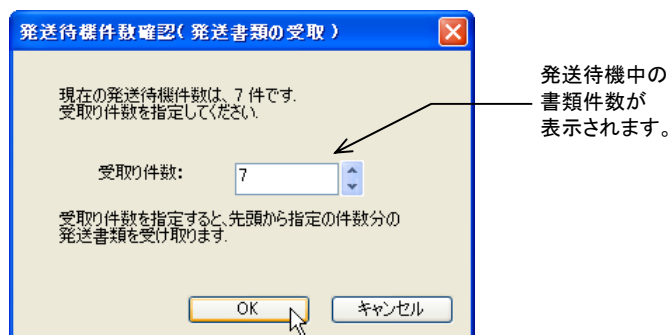 発送待機件数確認(発送書類の受取)
現在の発送待機件数は、7 件です.
受取り件数を指定してください.
受取り件数: 7
受取り件数を指定すると、先頭から指定の件数分の
発送書類を受け取ります.
OK キャンセル
発送待機中の
書類件数が
表示されます。